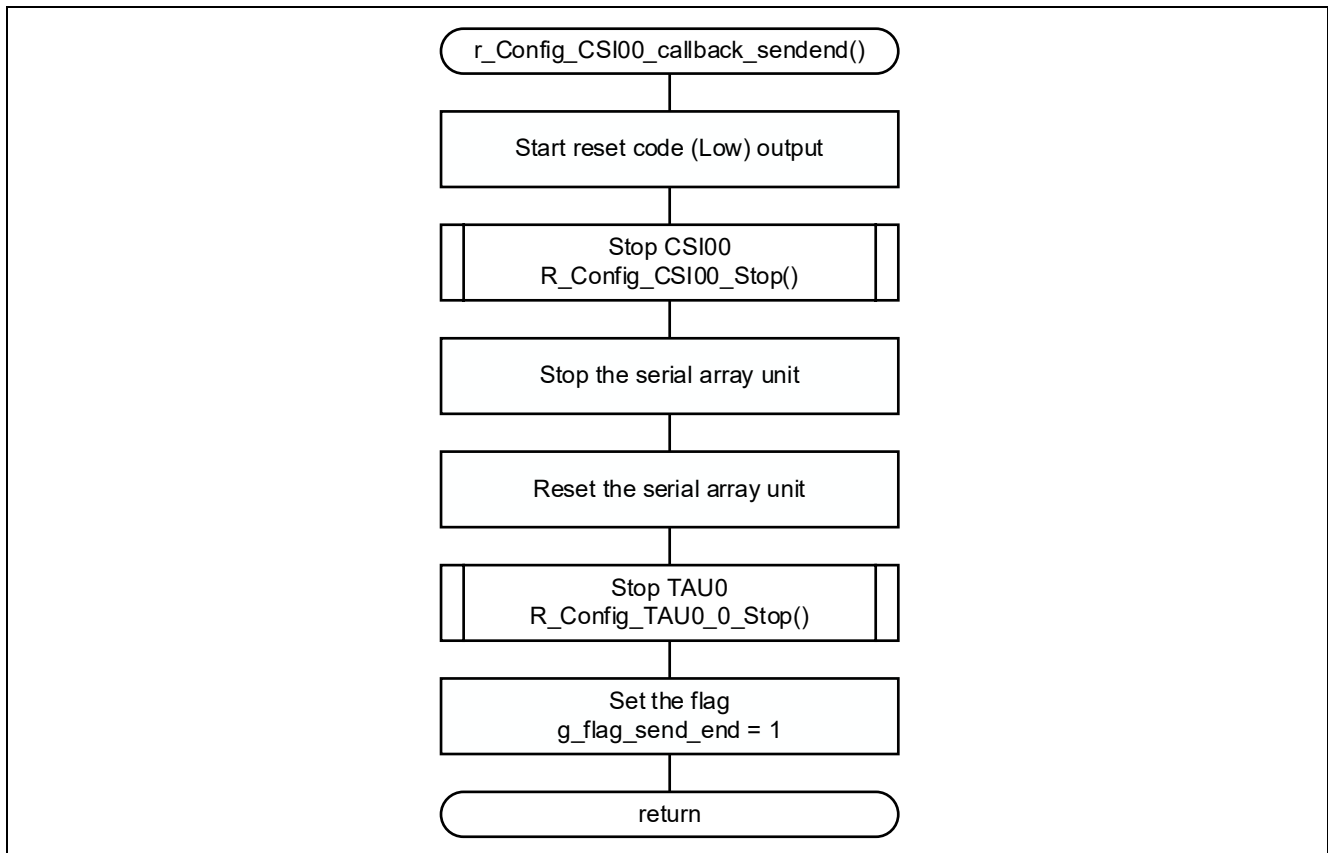 r_Config_CSI00_callback_sendend()
Start reset code (Low) output
Stop CSI00
R_Config_CSI00_Stop()
Stop the serial array unit
Reset the serial array unit
Stop TAU0
R_Config_TAU0_0_Stop()
Set the flag
g_flag_send_end = 1
return